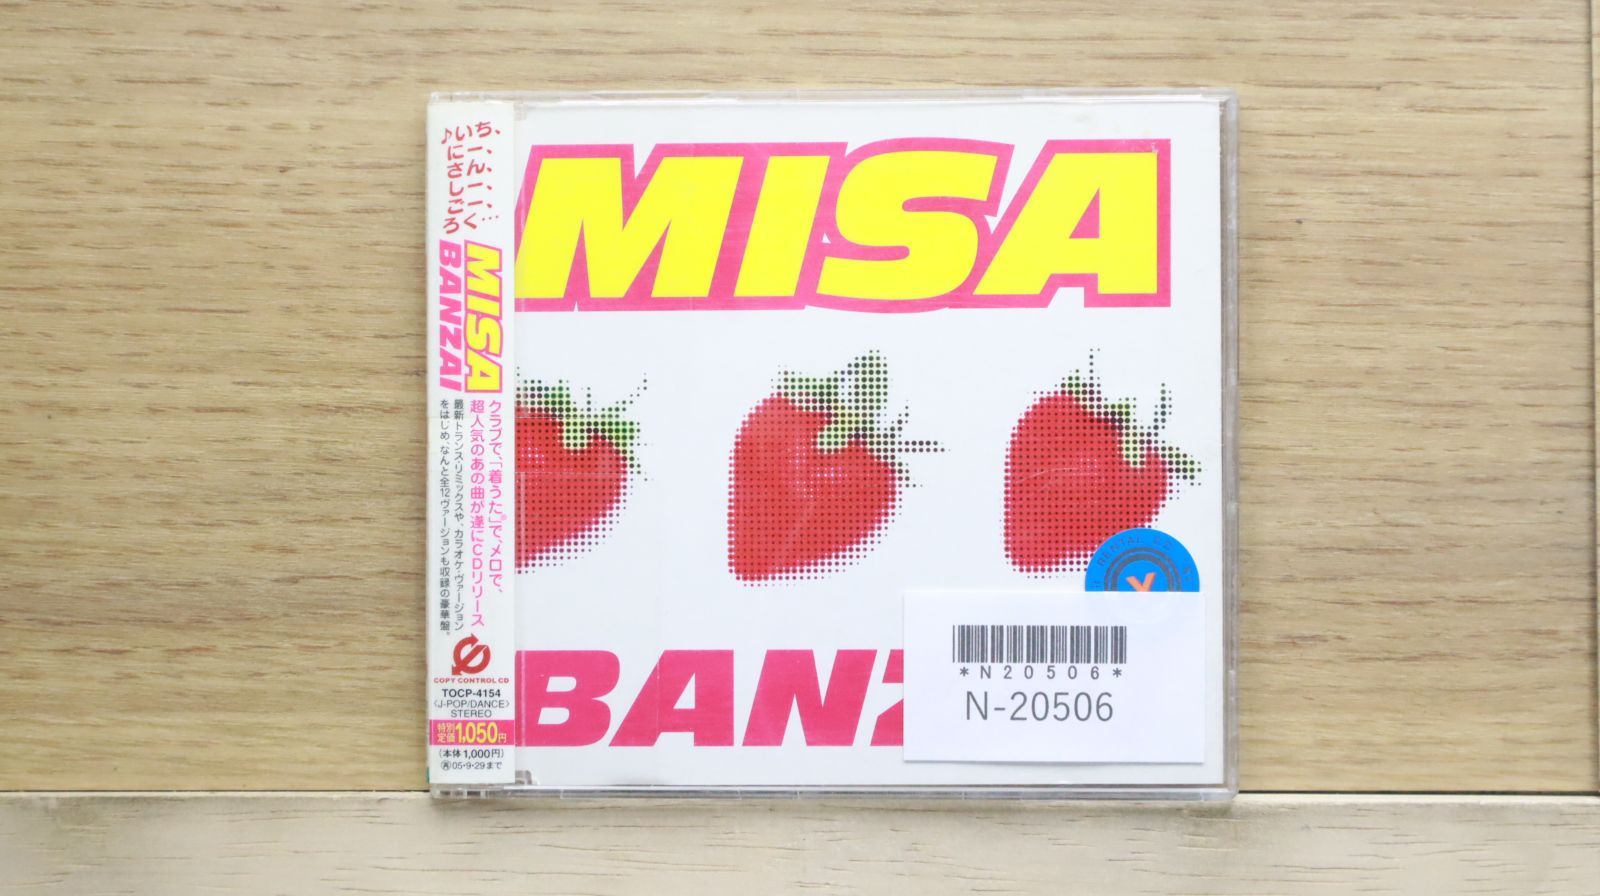 いち、ー、ん、ー、ー、く…
♪にさしごろ
MISA
BANZAI
クラブで、「着うた®」で、メロで、
超人気のあの曲が遂にCDリリース
最新トランス・リミックスや、カラオケ・ヴァージョン
をはじめ、なんと全12ヴァージョンも収録の豪華盤。
COPY CONTROL CD
TOCP-4154
〈J-POP/DANCE〉
STEREO
特別定価1,050円
(本体1,000円)
Ⓨ05・9・29まで
MISA
BANZ
RENTAL
Y
*N20506*
N-20506